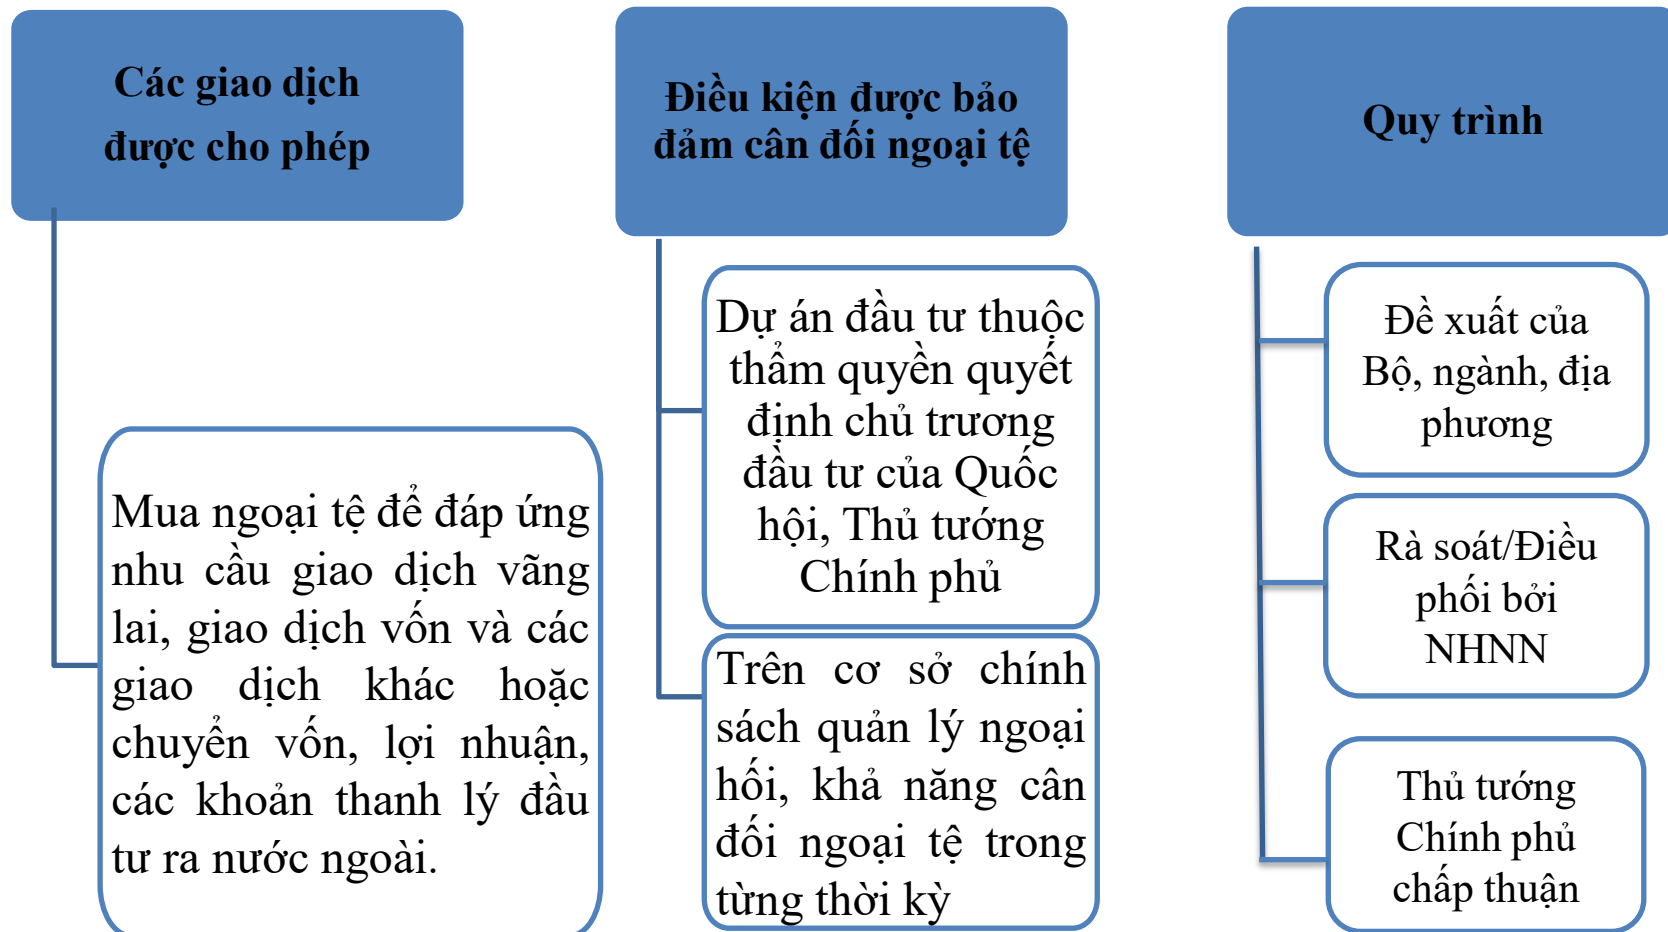 Các giao dịch
được cho phép
Mua ngoại tệ để đáp ứng
nhu cầu giao dịch vãng
lai, giao dịch vốn và các
giao dịch khác hoặc
chuyển vốn, lợi nhuận,
các khoản thanh lý đầu
tư ra nước ngoài.
Điều kiện được bảo
đảm cân đối ngoại tệ
Dự án đầu tư thuộc
thẩm quyền quyết
định chủ trương
đầu tư của Quốc
hội, Thủ tướng
Chính phủ
Trên cơ sở chính
sách quản lý ngoại
hối, khả năng cân
đối ngoại tệ trong
từng thời kỳ
Quy trình
Đề xuất của
Bộ, ngành, địa
phương
Rà soát/Điều
phối bởi
NHNN
Thủ tướng
Chính phủ
chấp thuận